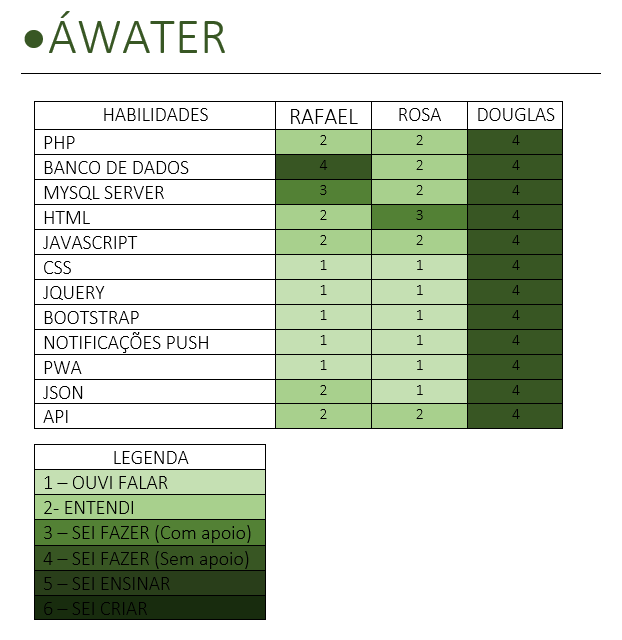 •ÁWATER
HABILIDADES RAFAEL ROSA DOUGLAS
PHP 2 2 4
BANCO DE DADOS 4 2 4
MYSQL SERVER 3 2 4
HTML 2 3 4
JAVASCRIPT 2 2 4
CSS 1 1 4
JQUERY 1 1 4
BOOTSTRAP 1 1 4
NOTIFICAÇÕES PUSH 1 1 4
PWA 1 1 4
JSON 2 1 4
API 2 2 4
LEGENDA
1 – OUVI FALAR
2- ENTENDI
3 – SEI FAZER (Com apoio)
4 – SEI FAZER (Sem apoio)
5 – SEI ENSINAR
6 – SEI CRIAR